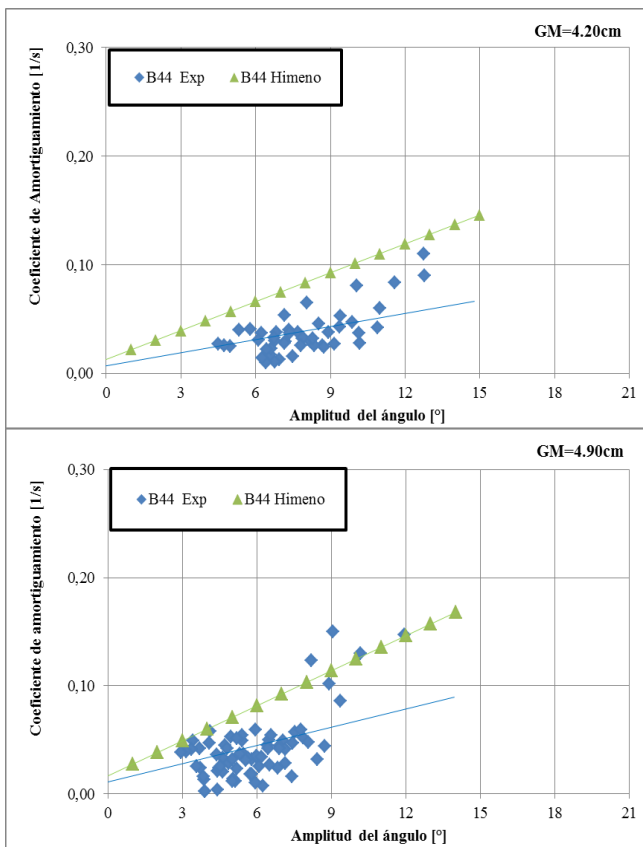 GM=4.20cm
0,30
B44 Exp B44 Himeno
0,20
0,10
0,00
Coeficiente de Amortiguamiento [1/s]
0 3 6 9 12 15 18 21
Amplitud del ángulo [°]
GM=4.90cm
0,30
B44 Exp B44 Himeno
0,20
0,10
0,00
Coeficiente de amortiguamiento [1/s]
0 3 6 9 12 15 18 21
Amplitud del ángulo [°]